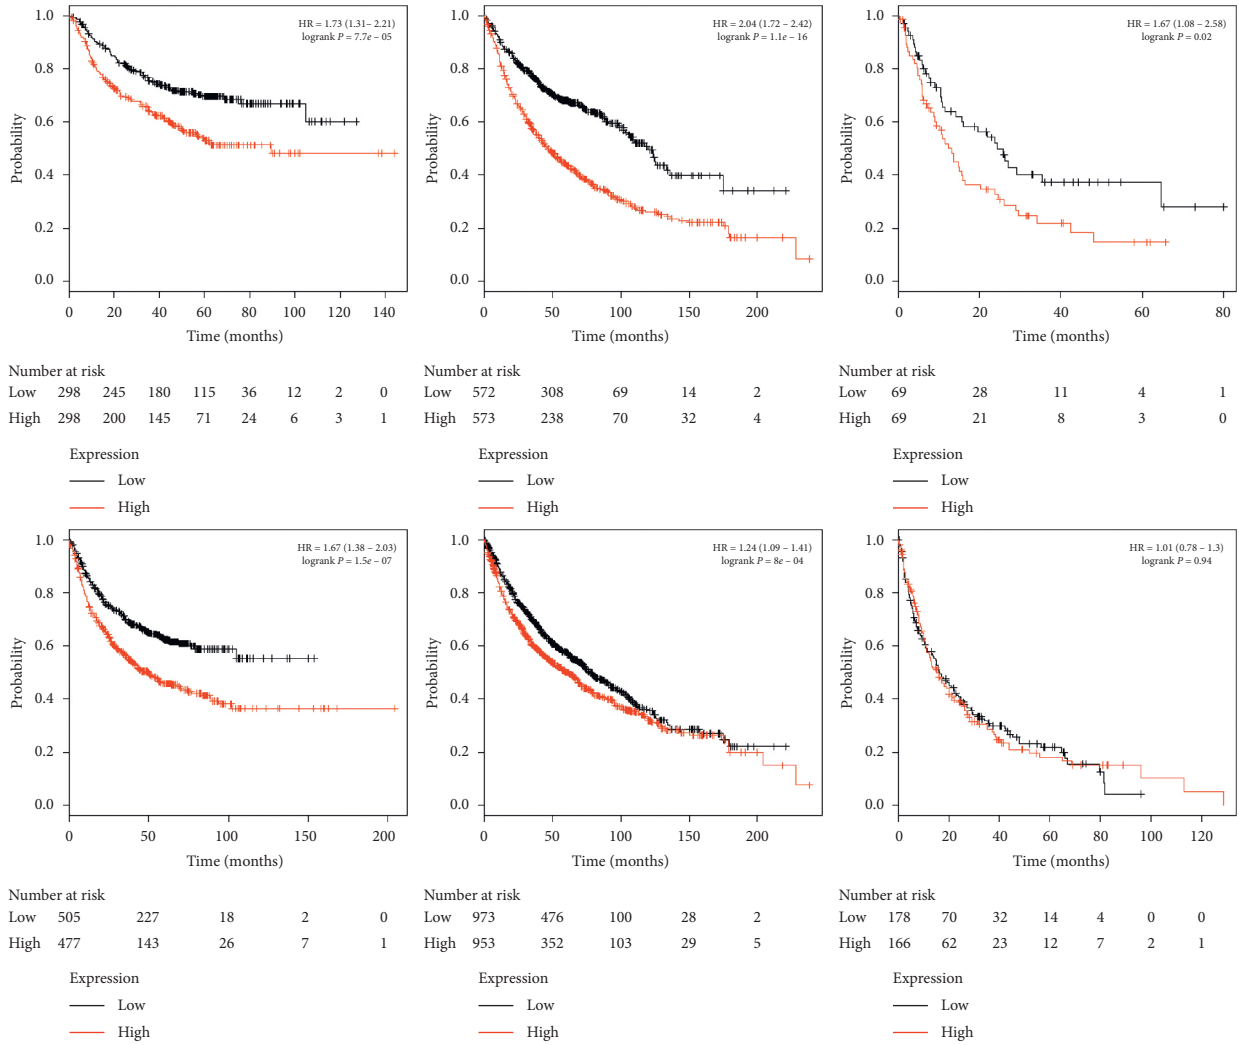 HR = 1.73 (1.31– 2.21)
logrank P = 7.7e – 05
1.0
0.8
0.6
0.4
0.2
0.0
Probability
0 20 40 60 80 100 120 140
Time (months)
Number at risk
Low 298 245 180 115 36 12 2 0
High 298 200 145 71 24 6 3 1
Expression
Low
High
HR = 2.04 (1.72 – 2.42)
logrank P = 1.1e – 16
1.0
0.8
0.6
0.4
0.2
0.0
Probability
0 50 100 150 200
Time (months)
Number at risk
Low 572 308 69 14 2
High 573 238 70 32 4
Expression
Low
High
HR = 1.67 (1.08 – 2.58)
logrank P = 0.02
1.0
0.8
0.6
0.4
0.2
0.0
Probability
0 20 40 60 80
Time (months)
Number at risk
Low 69 28 11 4 1
High 69 21 8 3 0
Expression
Low
High
HR = 1.67 (1.38 – 2.03)
logrank P = 1.5e – 07
1.0
0.8
0.6
0.4
0.2
0.0
Probability
0 50 100 150 200
Time (months)
Number at risk
Low 505 227 18 2 0
High 477 143 26 7 1
Expression
Low
High
HR = 1.24 (1.09 – 1.41)
logrank P = 8e – 04
1.0
0.8
0.6
0.4
0.2
0.0
Probability
0 50 100 150 200
Time (months)
Number at risk
Low 973 476 100 28 2
High 953 352 103 29 5
Expression
Low
High
HR = 1.01 (0.78 – 1.3)
logrank P = 0.94
1.0
0.8
0.6
0.4
0.2
0.0
Probability
0 20 40 60 80 100 120
Time (months)
Number at risk
Low 178 70 32 14 4 0 0
High 166 62 23 12 7 2 1
Expression
Low
High